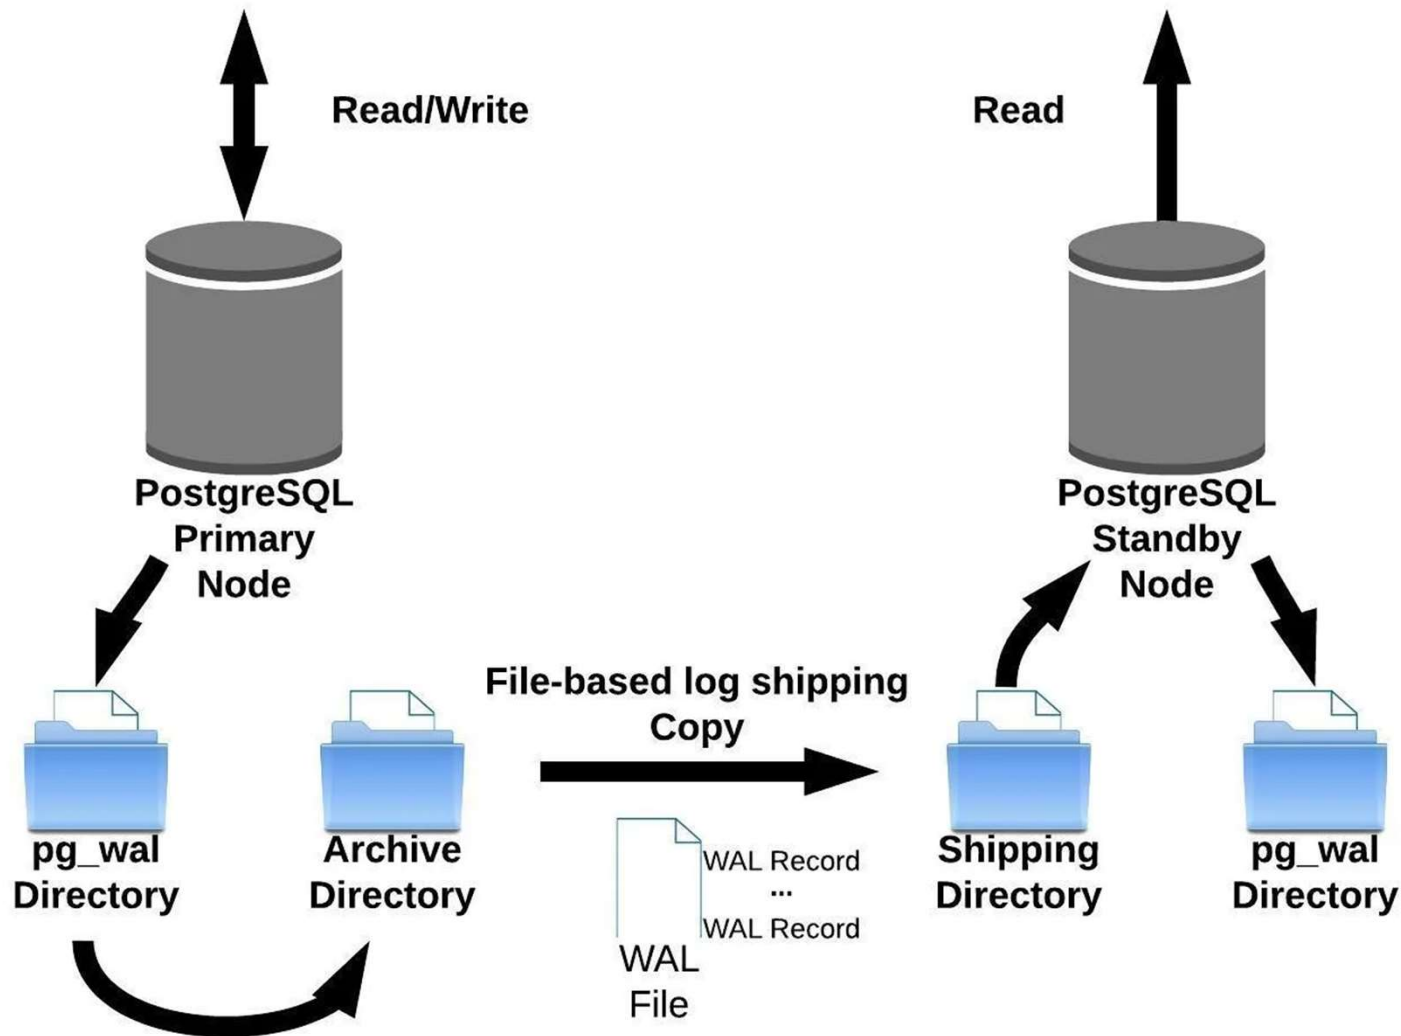 Read/Write
Read
PostgreSQL
Primary
Node
PostgreSQL
Standby
Node
File-based log shipping
Copy
pg_wal
Directory
Archive
Directory
WAL Record
...
WAL Record
WAL
File
Shipping
Directory
pg_wal
Directory